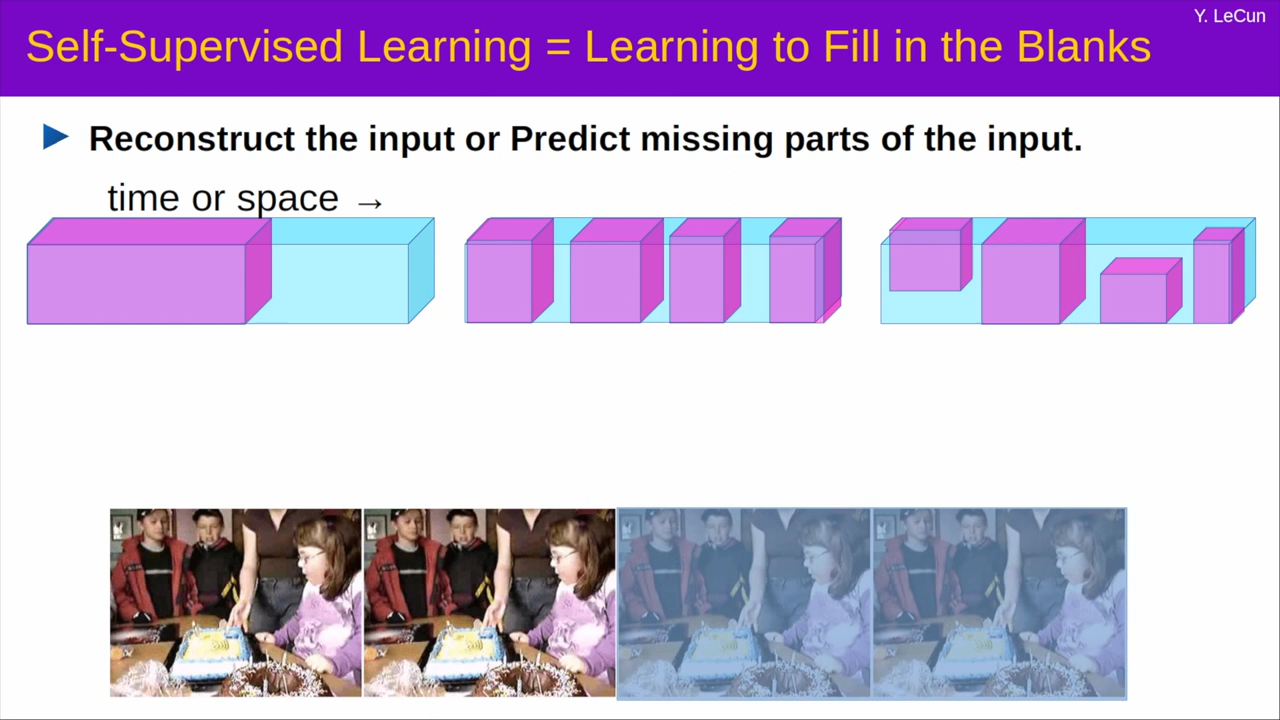 Y. LeCun
Self-Supervised Learning = Learning to Fill in the Blanks
Reconstruct the input or Predict missing parts of the input.
time or space →